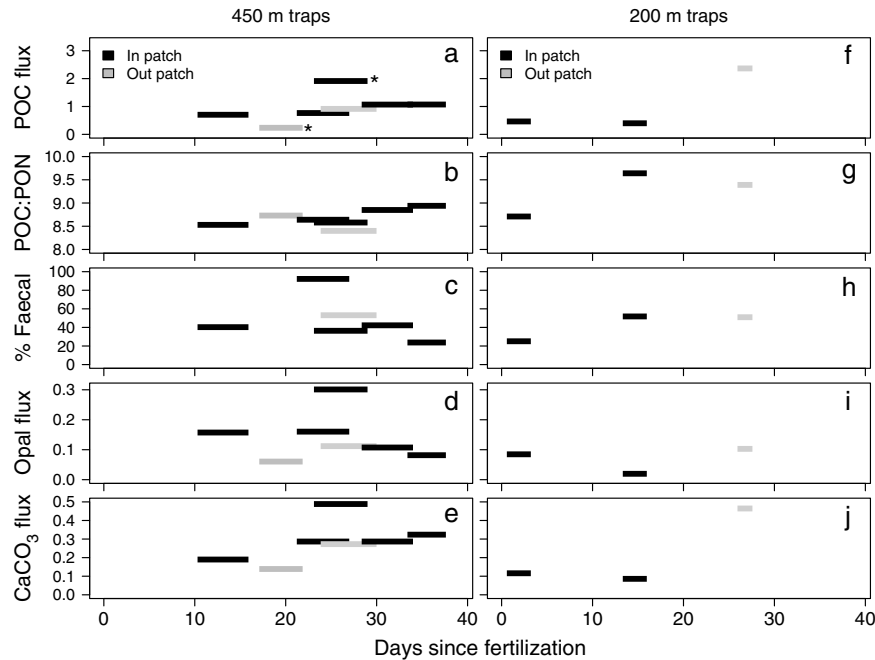 450 m traps
200 m traps
POC flux
3
2
1
0
In patch
Out patch
*
*
a
In patch
Out patch
f
POC:PON
10.0
9.5
9.0
8.5
8.0
b
g
% Faecal
100
80
60
40
20
0
c
h
Opal flux
0.3
0.2
0.1
0.0
d
i
CaCO₃ flux
0.5
0.4
0.3
0.2
0.1
0.0
e
j
0 10 20 30 40
0 10 20 30 40
Days since fertilization